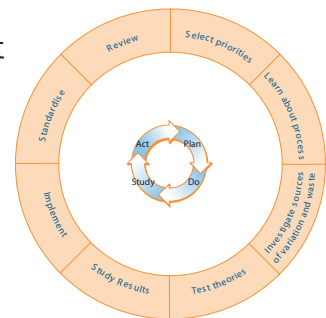 t
Review
Select priorities
Learn about process
Investigate sources
of variation and waste
Test theories
Study Results
Implement
Standardise
Act
Plan
Study
Do